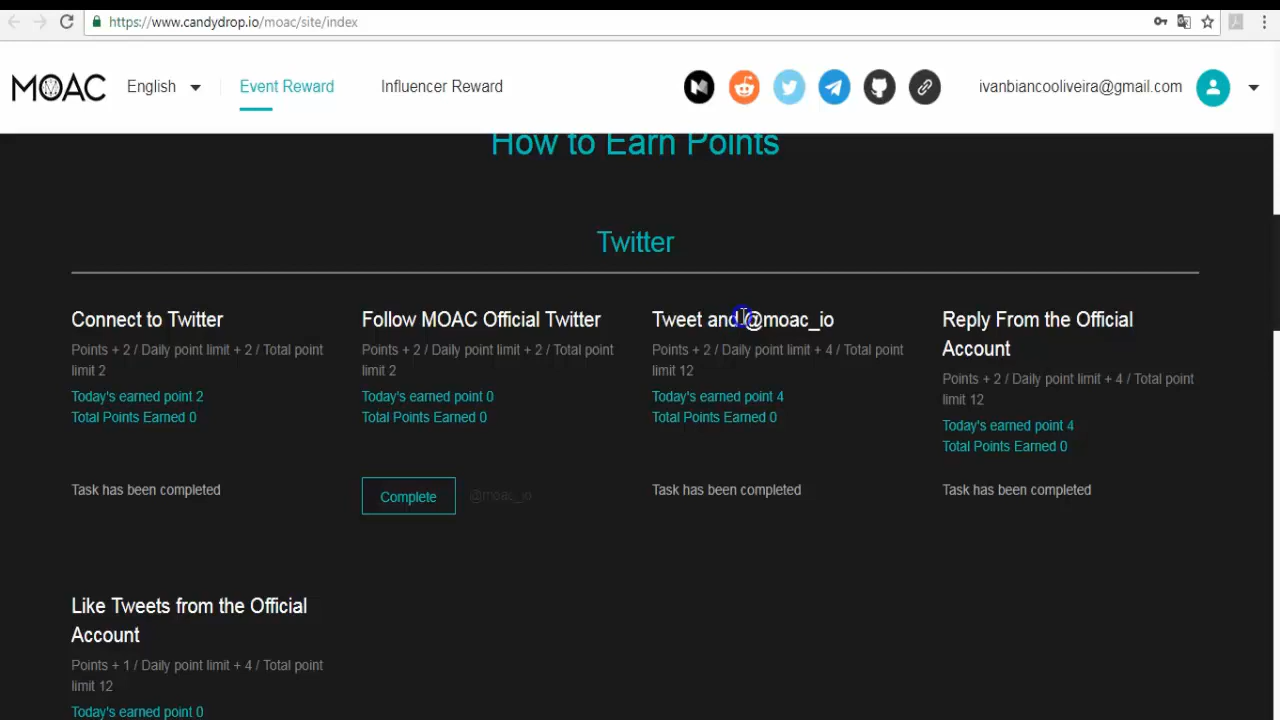 https://www.candydrop.io/moac/site/index
MOAC English Event Reward Influencer Reward ivanbiancooliveira@gmail.com
How to Earn Points
Twitter
Connect to Twitter
Points + 2 / Daily point limit + 2 / Total point
limit 2
Today's earned point 2
Total Points Earned 0
Task has been completed
Follow MOAC Official Twitter
Points + 2 / Daily point limit + 2 / Total point
limit 2
Today's earned point 0
Total Points Earned 0
Complete @moac_io
Tweet and @moac_io
Points + 2 / Daily point limit + 4 / Total point
limit 12
Today's earned point 4
Total Points Earned 0
Task has been completed
Reply From the Official
Account
Points + 2 / Daily point limit + 4 / Total point
limit 12
Today's earned point 4
Total Points Earned 0
Task has been completed
Like Tweets from the Official
Account
Points + 1 / Daily point limit + 4 / Total point
limit 12
Today's earned point 0